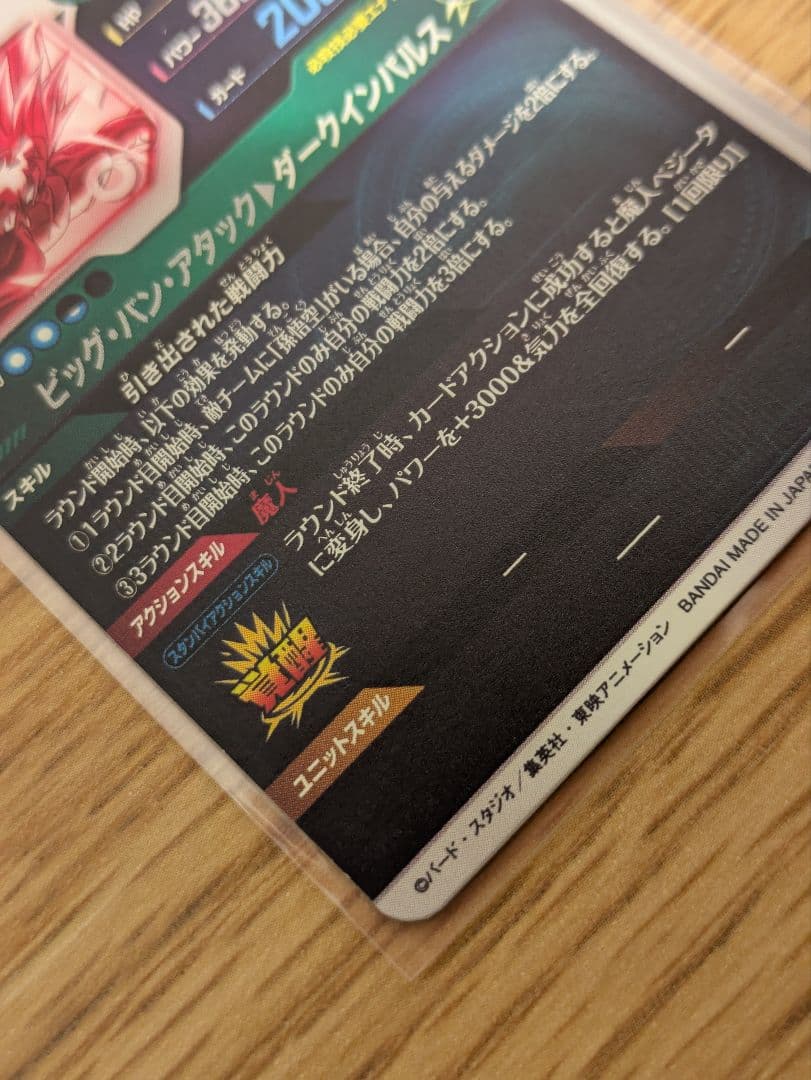 HP
パワー 36
ガード 200
ビッグ・バン・アタック▶ダークインパルス
スキル
引き出された戦闘力
ラウンド開始時、以下の効果を発動する。
①1ラウンド目開始時、敵チームに「孫悟空」がいる場合、自分の与えるダメージを2倍にする。
②2ラウンド目開始時、このラウンドのみ自分の戦闘力を2倍にする。
③3ラウンド目開始時、このラウンドのみ自分の戦闘力を3倍にする。
アクションスキル
魔人
スタンバイアクションスキル
覚醒
ラウンド終了時、カードアクションに成功すると魔人ベジータ
に変身し、パワーを+3000&気力を全回復する。[1回限り]
ユニットスキル
©バード・スタジオ/集英社・東映アニメーション BANDAI MADE IN JAPA